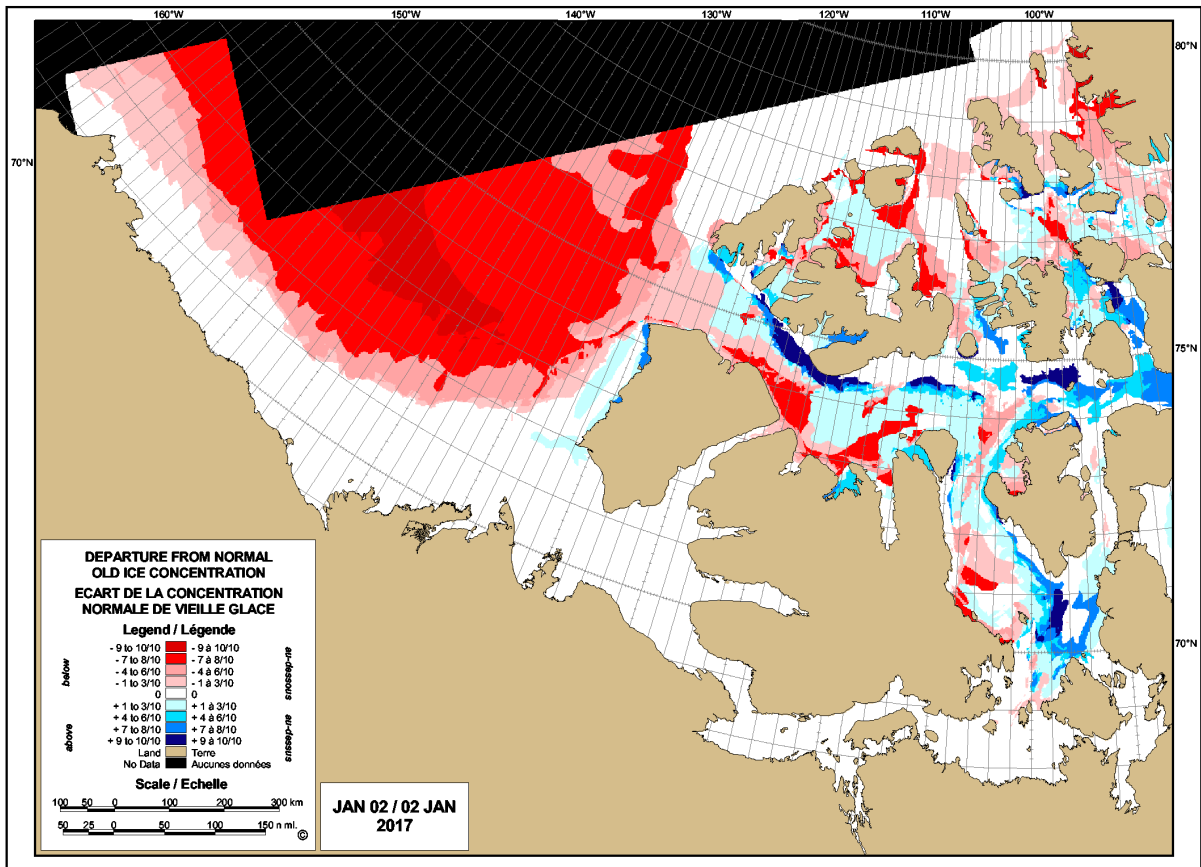 160°W 150°W 140°W 130°W 120°W 110°W 100°W
80°N
70°N
75°N
70°N
DEPARTURE FROM NORMAL
OLD ICE CONCENTRATION
ECART DE LA CONCENTRATION
NORMALE DE VIEILLE GLACE
Legend / Légende
below
above
- 9 to 10/10 - 9 à 10/10
- 7 to 8/10 - 7 à 8/10
- 4 to 6/10 - 4 à 6/10
- 1 to 3/10 - 1 à 3/10
0 0
+ 1 to 3/10 + 1 à 3/10
+ 4 to 6/10 + 4 à 6/10
+ 7 to 8/10 + 7 à 8/10
+ 9 to 10/10 + 9 à 10/10
Land Terre
No Data Aucunes données
au-dessous
au-dessus
Scale / Echelle
100 50 0 100 200 300 km
50 25 0 50 100 150 n mi.
©
JAN 02 / 02 JAN
2017